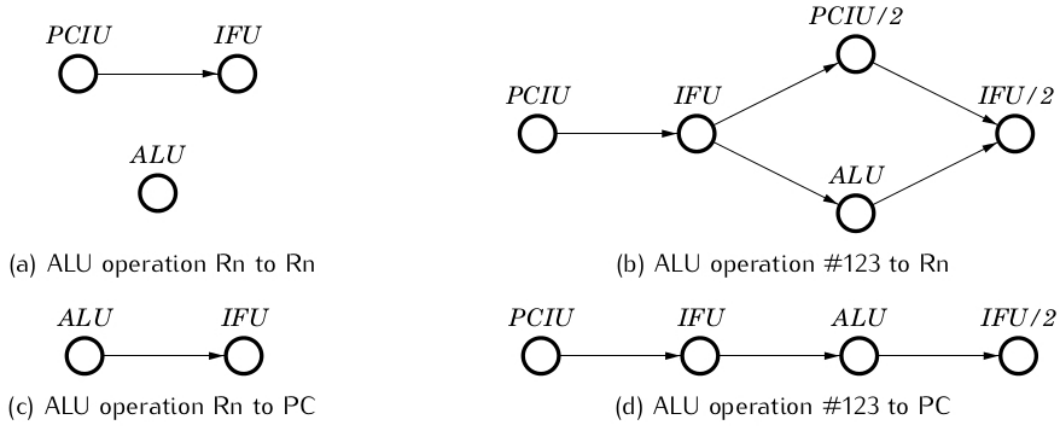 PCIU IFU
ALU
(a) ALU operation Rn to Rn
PCIU/2
PCIU IFU IFU/2
ALU
(b) ALU operation #123 to Rn
ALU IFU
(c) ALU operation Rn to PC
PCIU IFU ALU IFU/2
(d) ALU operation #123 to PC